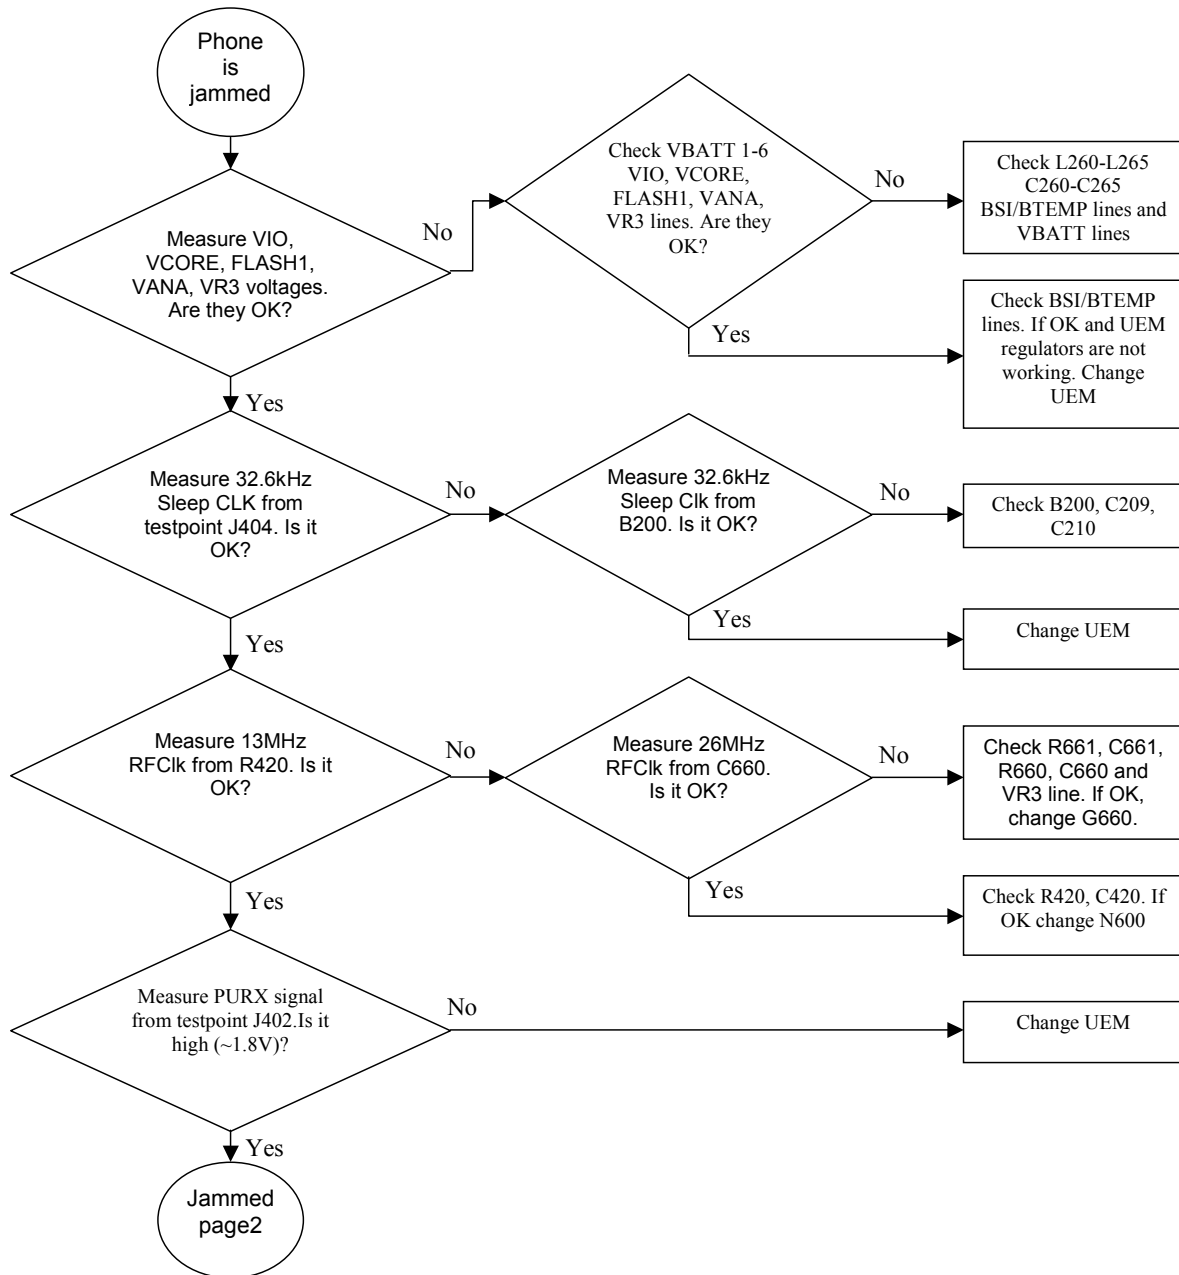 Phone
is
jammed
Measure VIO,
VCORE, FLASH1,
VANA, VR3 voltages.
Are they OK?
No
Check VBATT 1-6
VIO, VCORE,
FLASH1, VANA,
VR3 lines. Are they
OK?
No
Check L260-L265
C260-C265
BSI/BTEMP lines and
VBATT lines
Yes
Check BSI/BTEMP
lines. If OK and UEM
regulators are not
working. Change
UEM
Yes
Measure 32.6kHz
Sleep CLK from
testpoint J404. Is it
OK?
No
Measure 32.6kHz
Sleep Clk from
B200. Is it OK?
No
Check B200, C209,
C210
Yes
Change UEM
Yes
Measure 13MHz
RFClk from R420. Is it
OK?
No
Measure 26MHz
RFClk from C660.
Is it OK?
No
Check R661, C661,
R660, C660 and
VR3 line. If OK,
change G660.
Yes
Check R420, C420. If
OK change N600
Yes
Measure PURX signal
from testpoint J402.Is it
high (~1.8V)?
No
Change UEM
Yes
Jammed
page2